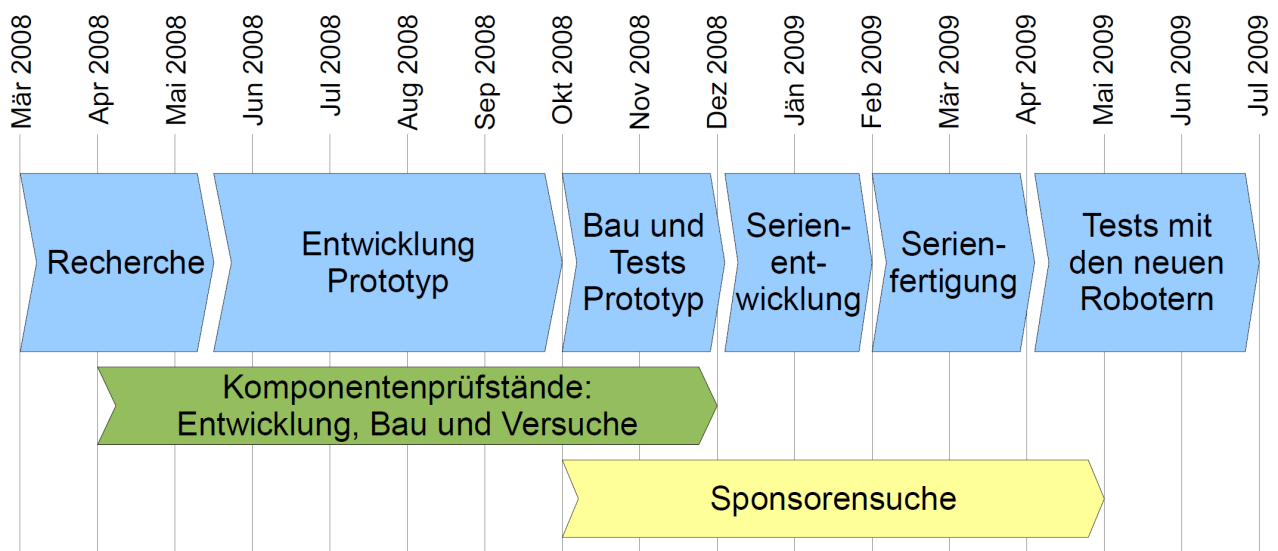 Mär 2008
Apr 2008
Mai 2008
Jun 2008
Jul 2008
Aug 2008
Sep 2008
Okt 2008
Nov 2008
Dez 2008
Jän 2009
Feb 2009
Mär 2009
Apr 2009
Mai 2009
Jun 2009
Jul 2009
Recherche
Entwicklung
Prototyp
Bau und
Tests
Prototyp
Serien-
ent-
wicklung
Serien-
fertigung
Tests mit
den neuen
Robotern
Komponentenprüfstände:
Entwicklung, Bau und Versuche
Sponsorensuche